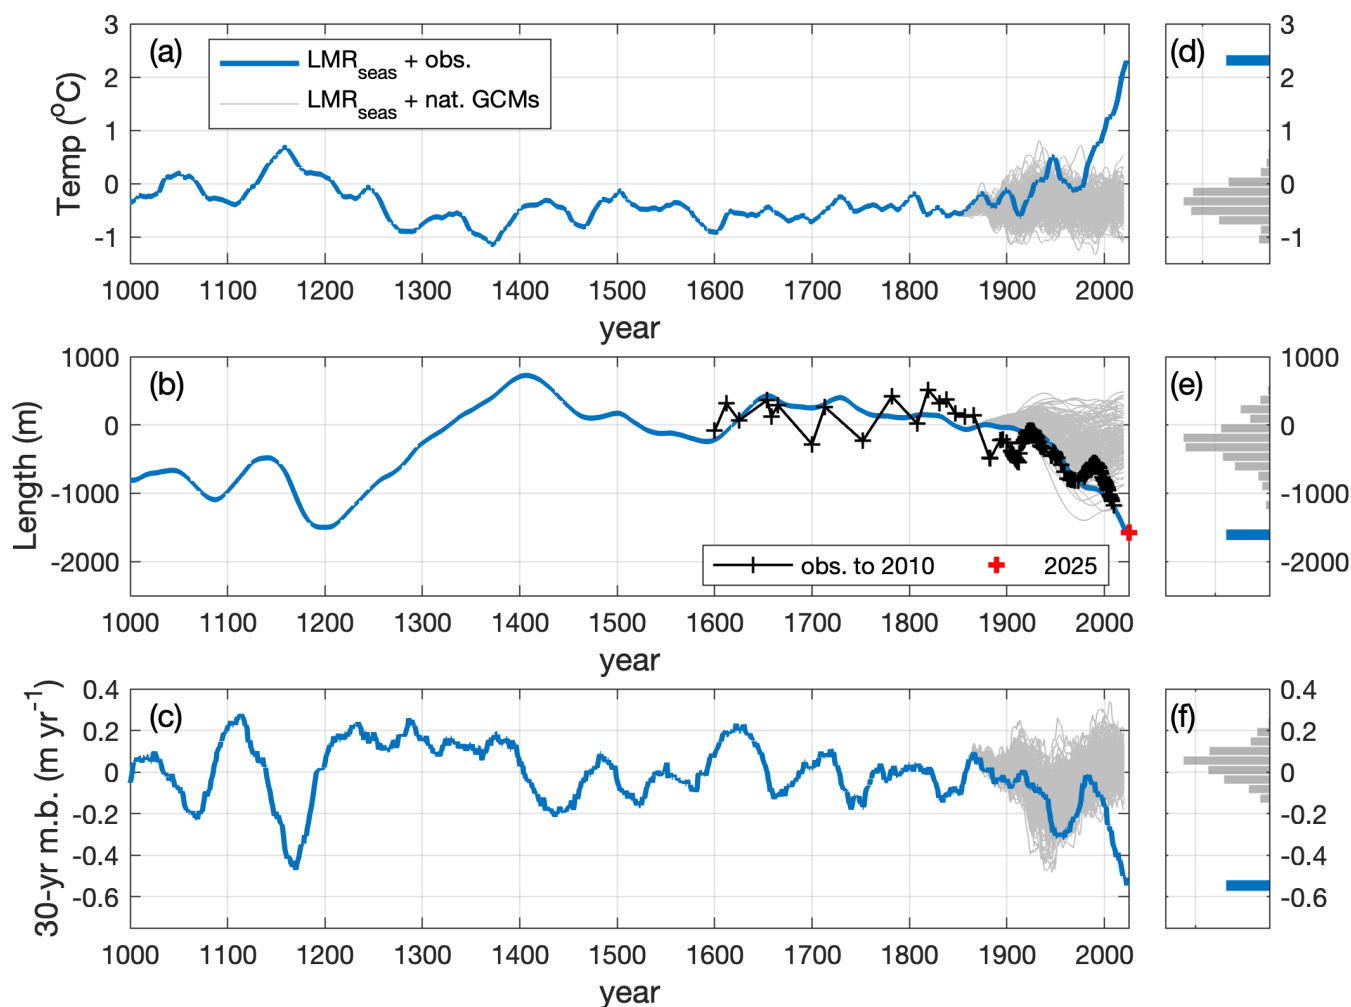 (a)
LMR_seas + obs.
LMR_seas + nat. GCMs
Temp (°C)
3
2
1
0
-1
1000 1100 1200 1300 1400 1500 1600 1700 1800 1900 2000
year
(d)
3
2
1
0
-1
(b)
Length (m)
1000
0
-1000
-2000
obs. to 2010
2025
1000 1100 1200 1300 1400 1500 1600 1700 1800 1900 2000
year
(e)
1000
0
-1000
-2000
(c)
30-yr m.b. (m yr⁻¹)
0.4
0.2
0
-0.2
-0.4
-0.6
1000 1100 1200 1300 1400 1500 1600 1700 1800 1900 2000
year
(f)
0.4
0.2
0
-0.2
-0.4
-0.6